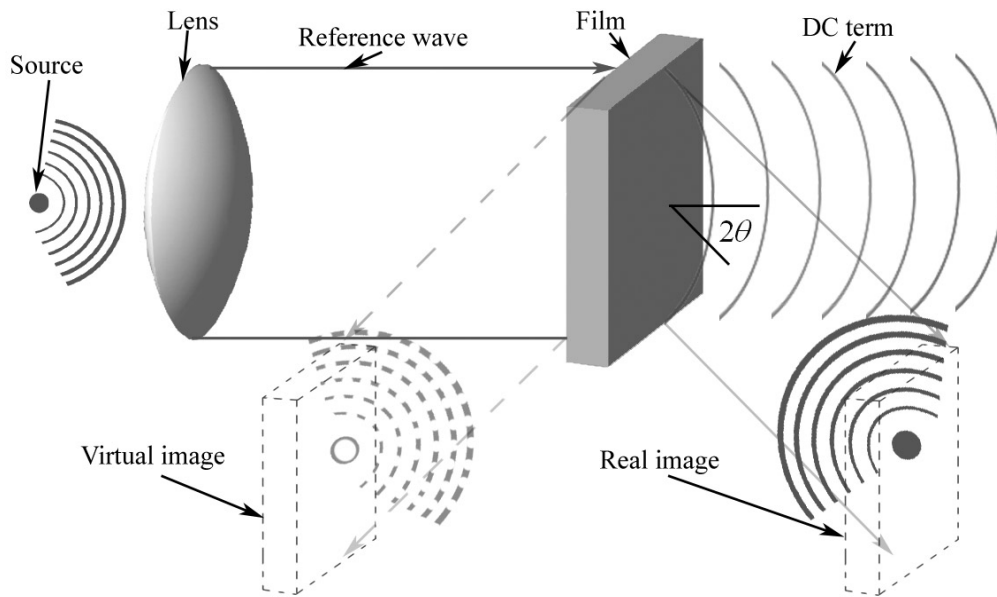 Lens
Film
DC term
Reference wave
Source
2θ
Virtual image
Real image